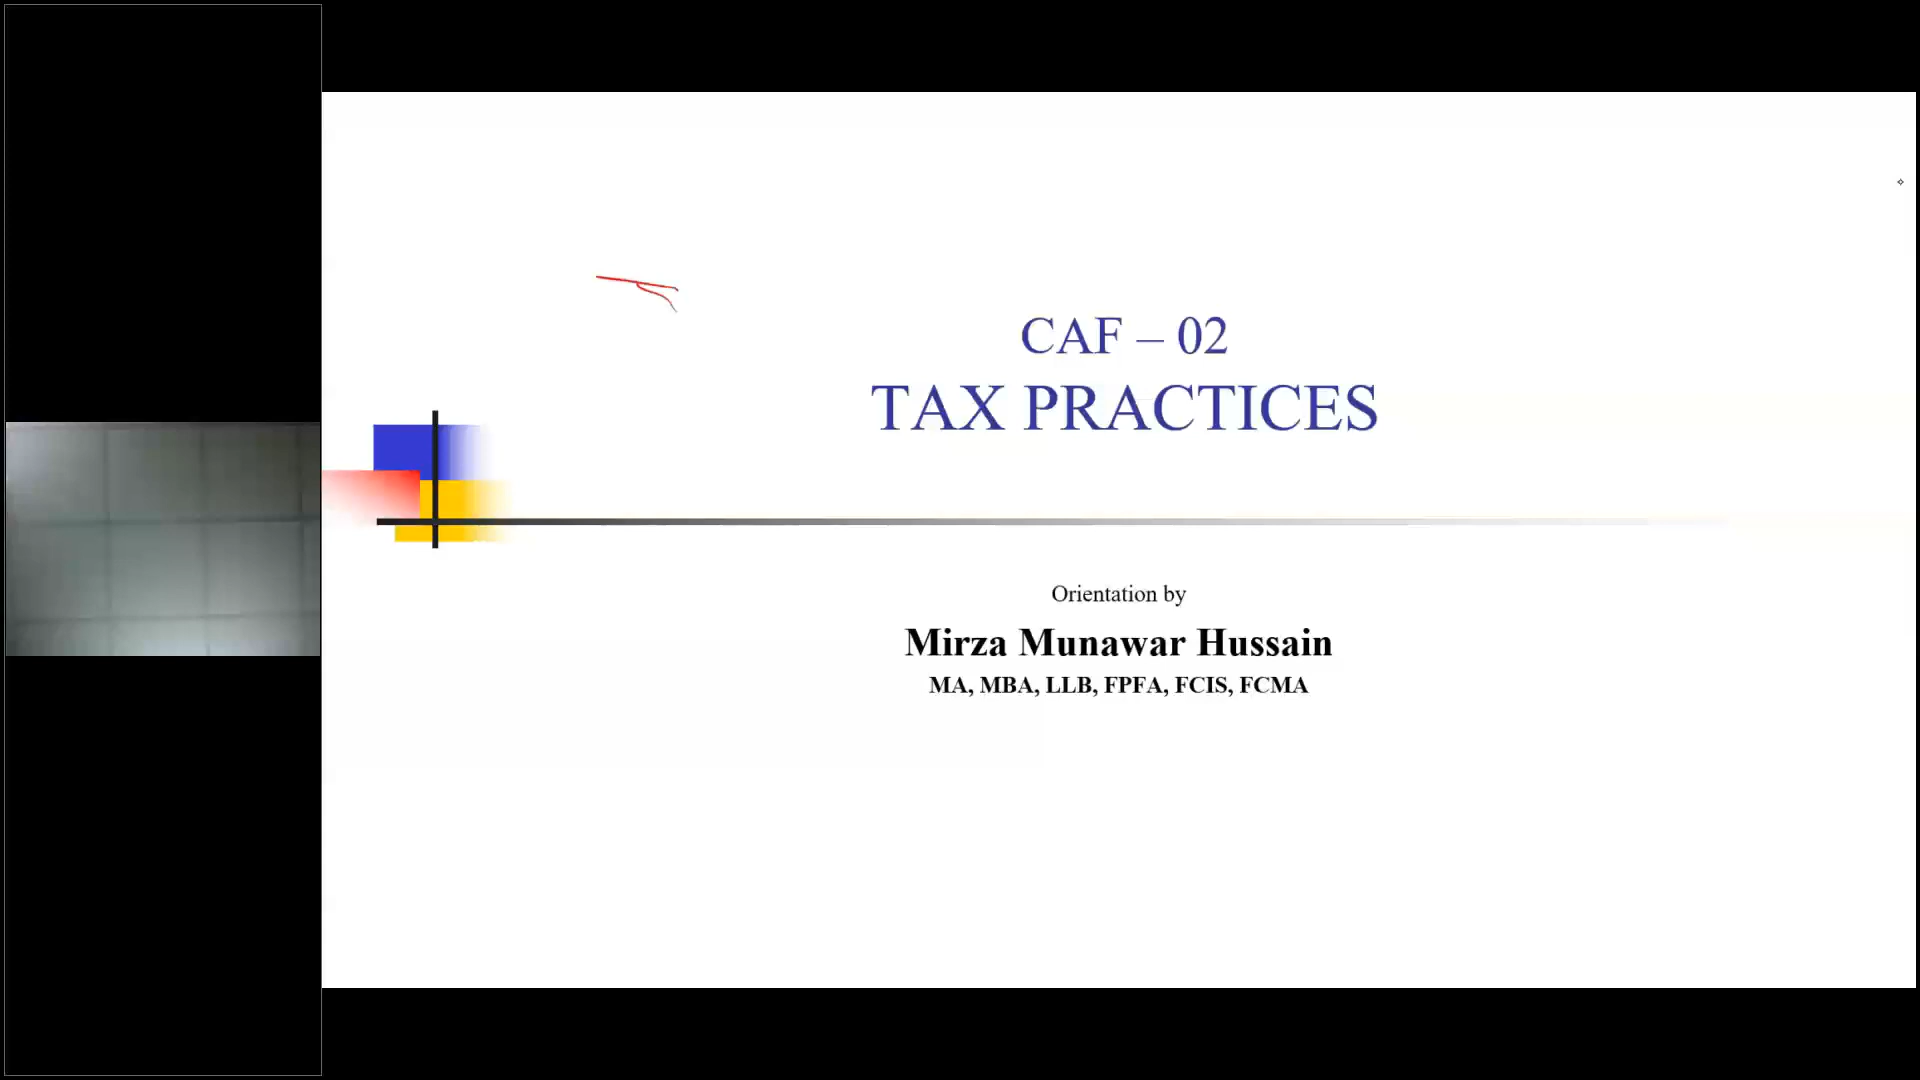 CAF – 02
TAX PRACTICES
Orientation by
Mirza Munawar Hussain
MA, MBA, LLB, FPFA, FCIS, FCMA